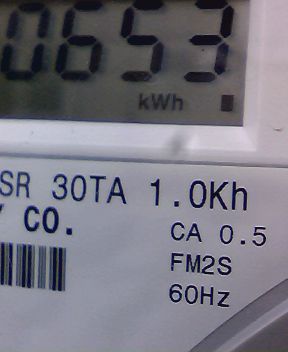 0653
kWh
SR 30TA 1.0Kh
Y CO.
CA 0.5
FM2S
60Hz